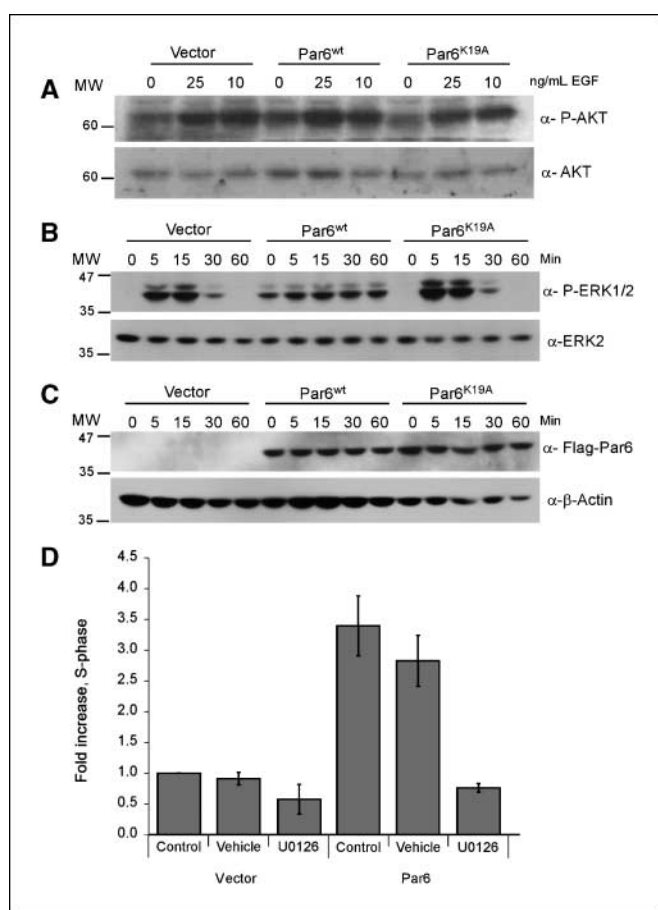 Vector Par6wt Par6K19A
A MW 0 25 10 0 25 10 0 25 10 ng/mL EGF
60 α- P-AKT
60 α- AKT
B Vector Par6wt Par6K19A
MW 0 5 15 30 60 0 5 15 30 60 0 5 15 30 60 Min
47
α- P-ERK1/2
35
α-ERK2
35
C Vector Par6wt Par6K19A
MW 0 5 15 30 60 0 5 15 30 60 0 5 15 30 60 Min
47
α- Flag-Par6
35
α-β-Actin
35
D
Fold increase, S-phase
4.5
4.0
3.5
3.0
2.5
2.0
1.5
1.0
0.5
0.0
Control Vehicle U0126 Control Vehicle U0126
Vector Par6